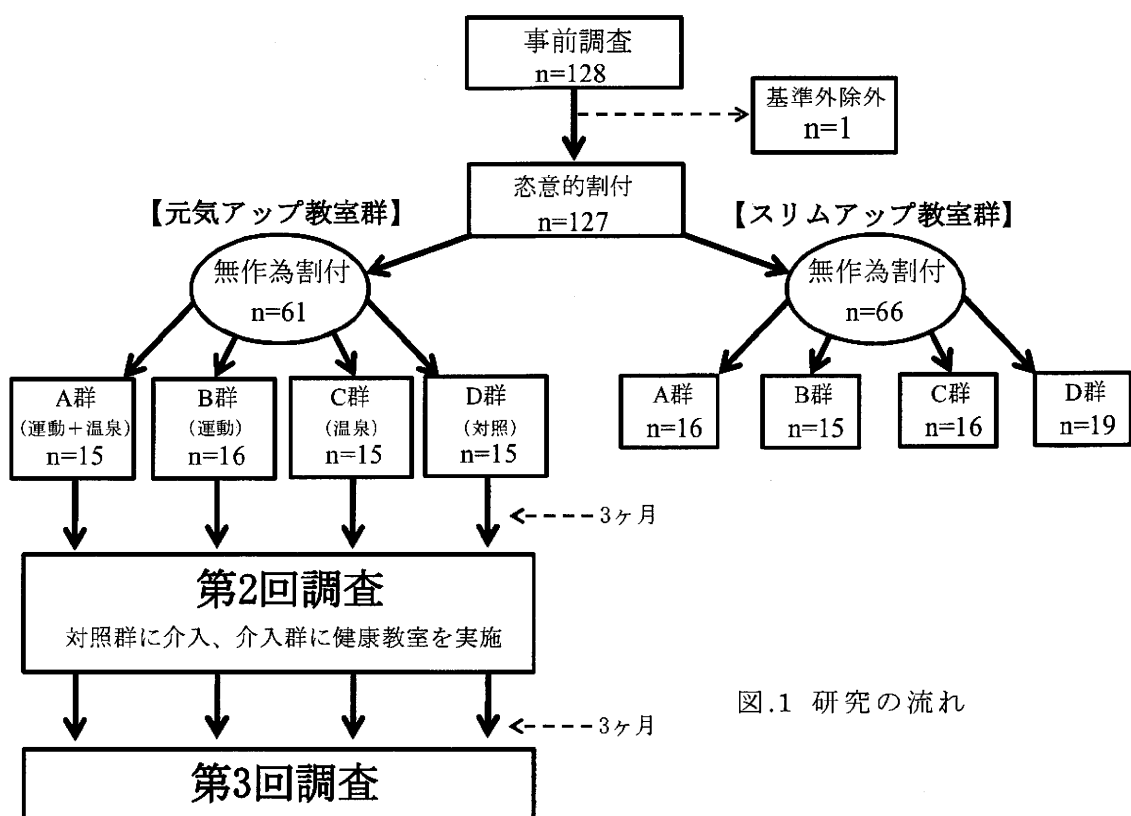 事前調査
n=128
基準外除外
n=1
恣意的割付
n=127
【元気アップ教室群】
【スリムアップ教室群】
無作為割付
n=61
無作為割付
n=66
A群
(運動+温泉)
n=15
B群
(運動)
n=16
C群
(温泉)
n=15
D群
(対照)
n=15
A群
n=16
B群
n=15
C群
n=16
D群
n=19
3ヶ月
第2回調査
対照群に介入、介入群に健康教室を実施
3ヶ月
図.1 研究の流れ
第3回調査